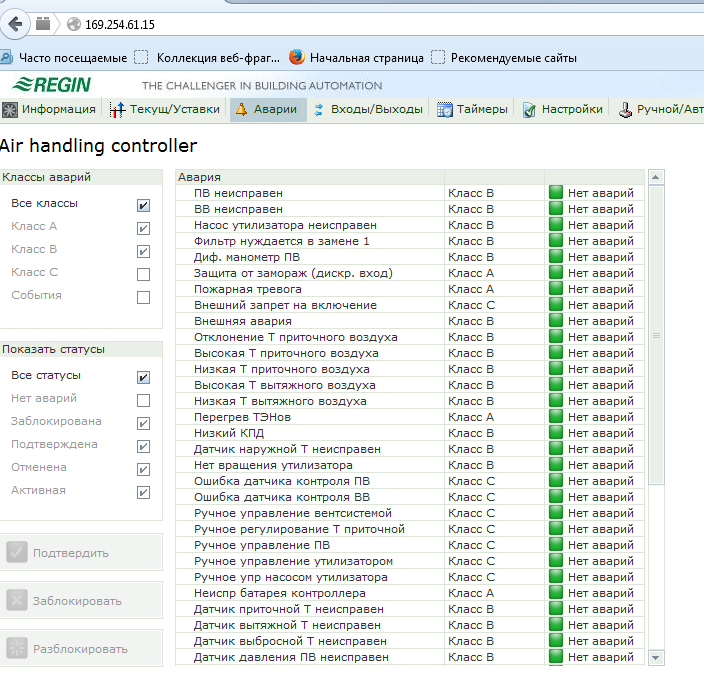 169.254.61.15
Часто посещаемые Коллекция веб-фраг... Начальная страница Рекомендуемые сайты
REGIN THE CHALLENGER IN BUILDING AUTOMATION
Информация Текущ/Уставки Аварии Входы/Выходы Таймеры Настройки Ручной/Авт
Air handling controller
Классы аварий
Все классы
Класс A
Класс B
Класс C
События
Показать статусы
Все статусы
Нет аварий
Заблокирована
Подтверждена
Отменена
Активная
Подтвердить
Заблокировать
Разблокировать
Авария
ПВ неисправен Класс B Нет аварий
ВВ неисправен Класс B Нет аварий
Насос утилизатора неисправен Класс B Нет аварий
Фильтр нуждается в замене 1 Класс B Нет аварий
Диф. манометр ПВ Класс B Нет аварий
Защита от замораж (дискр. вход) Класс A Нет аварий
Пожарная тревога Класс A Нет аварий
Внешний запрет на включение Класс C Нет аварий
Внешняя авария Класс B Нет аварий
Отклонение Т приточного воздуха Класс B Нет аварий
Высокая Т приточного воздуха Класс B Нет аварий
Низкая Т приточного воздуха Класс B Нет аварий
Высокая Т вытяжного воздуха Класс B Нет аварий
Низкая Т вытяжного воздуха Класс B Нет аварий
Перегрев ТЭНов Класс A Нет аварий
Низкий КПД Класс B Нет аварий
Датчик наружной Т неисправен Класс B Нет аварий
Нет вращения утилизатора Класс B Нет аварий
Ошибка датчика контроля ПВ Класс C Нет аварий
Ошибка датчика контроля ВВ Класс C Нет аварий
Ручное управление вентсистемой Класс C Нет аварий
Ручное регулирование Т приточной Класс C Нет аварий
Ручное управление ПВ Класс C Нет аварий
Ручное управление утилизатором Класс C Нет аварий
Ручное упр насосом утилизатора Класс C Нет аварий
Неиспр батарея контроллера Класс A Нет аварий
Датчик приточной Т неисправен Класс B Нет аварий
Датчик вытяжной Т неисправен Класс B Нет аварий
Датчик выбросной Т неисправен Класс B Нет аварий
Датчик давления ПВ неисправен Класс B Нет аварий